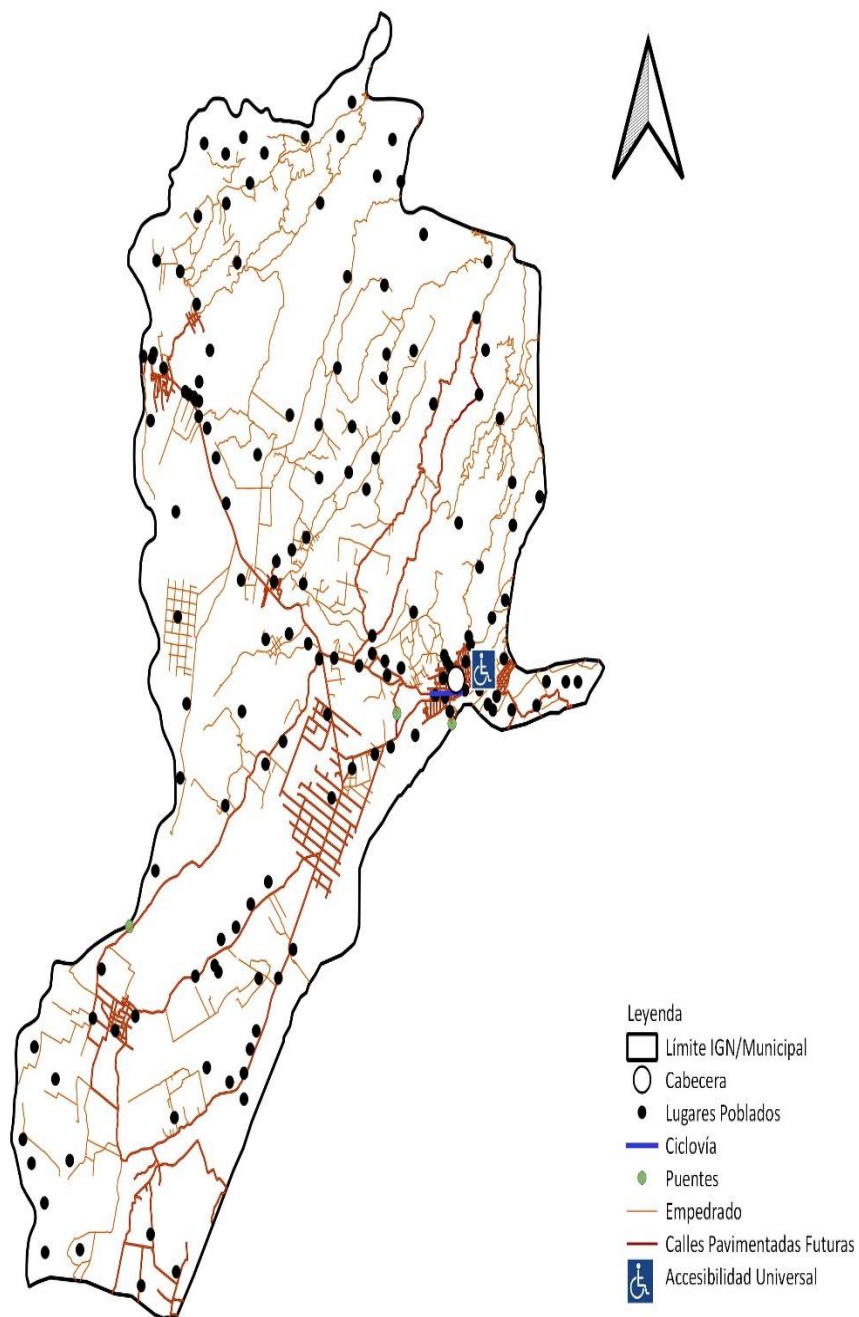 Leyenda
Límite IGN/Municipal
Cabecera
Lugares Poblados
Ciclovía
Puentes
Empedrado
Calles Pavimentadas Futuras
Accesibilidad Universal